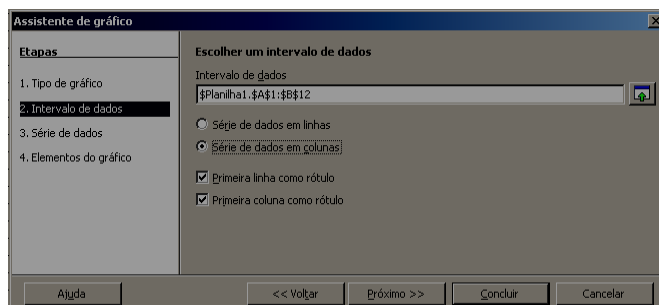 Assistente de gráfico
Etapas
1. Tipo de gráfico
2. Intervalo de dados
3. Série de dados
4. Elementos do gráfico
Escolher um intervalo de dados
Intervalo de dados
$Planilha1.$A$1:$B$12
Série de dados em linhas
Série de dados em colunas
Primeira linha como rótulo
Primeira coluna como rótulo
Ajuda
<< Voltar
Próximo >>
Concluir
Cancelar